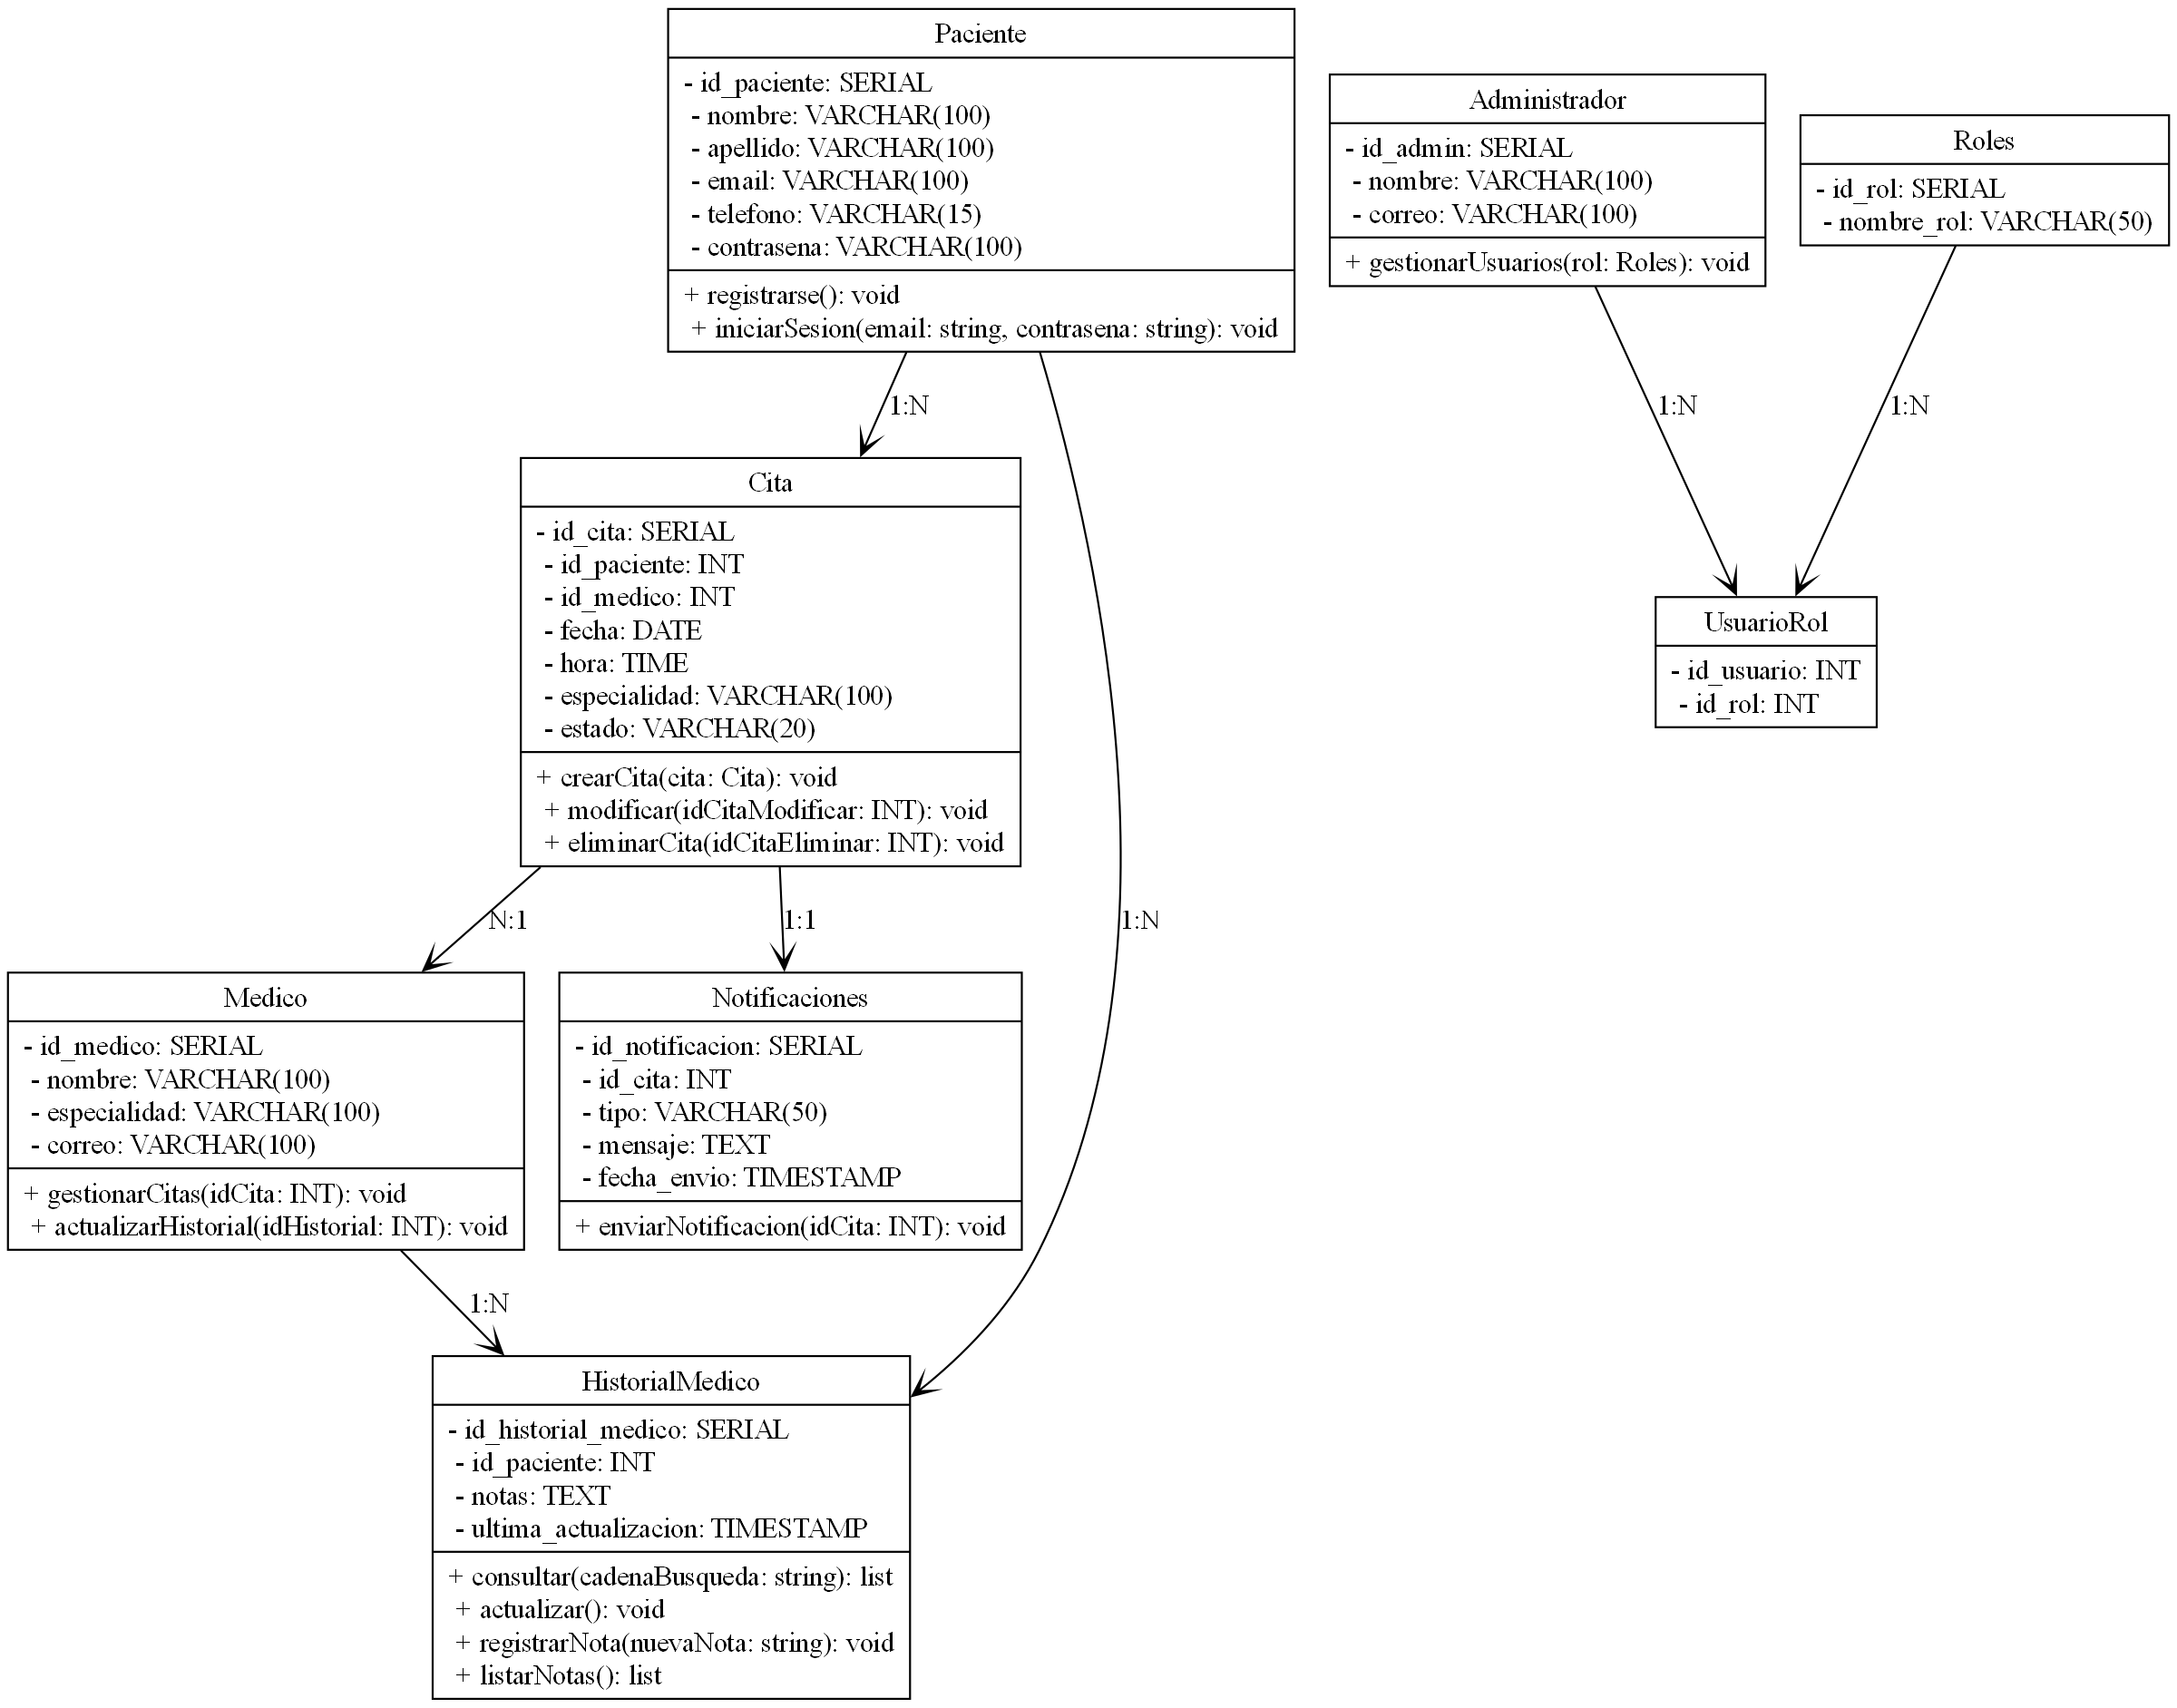 Paciente
- id_paciente: SERIAL
- nombre: VARCHAR(100)
- apellido: VARCHAR(100)
- email: VARCHAR(100)
- telefono: VARCHAR(15)
- contrasena: VARCHAR(100)
+ registrarse(): void
+ iniciarSesion(email: string, contrasena: string): void
Administrador
- id_admin: SERIAL
- nombre: VARCHAR(100)
- correo: VARCHAR(100)
+ gestionarUsuarios(rol: Roles): void
Roles
- id_rol: SERIAL
- nombre_rol: VARCHAR(50)
1:N
1:N
1:N
Cita
- id_cita: SERIAL
- id_paciente: INT
- id_medico: INT
- fecha: DATE
- hora: TIME
- especialidad: VARCHAR(100)
- estado: VARCHAR(20)
+ crearCita(cita: Cita): void
+ modificar(idCitaModificar: INT): void
+ eliminarCita(idCitaEliminar: INT): void
UsuarioRol
- id_usuario: INT
- id_rol: INT
N:1
1:1
1:N
Medico
- id_medico: SERIAL
- nombre: VARCHAR(100)
- especialidad: VARCHAR(100)
- correo: VARCHAR(100)
+ gestionarCitas(idCita: INT): void
+ actualizarHistorial(idHistorial: INT): void
Notificaciones
- id_notificacion: SERIAL
- id_cita: INT
- tipo: VARCHAR(50)
- mensaje: TEXT
- fecha_envio: TIMESTAMP
+ enviarNotificacion(idCita: INT): void
1:N
HistorialMedico
- id_historial_medico: SERIAL
- id_paciente: INT
- notas: TEXT
- ultima_actualizacion: TIMESTAMP
+ consultar(cadenaBusqueda: string): list
+ actualizar(): void
+ registrarNota(nuevaNota: string): void
+ listarNotas(): list